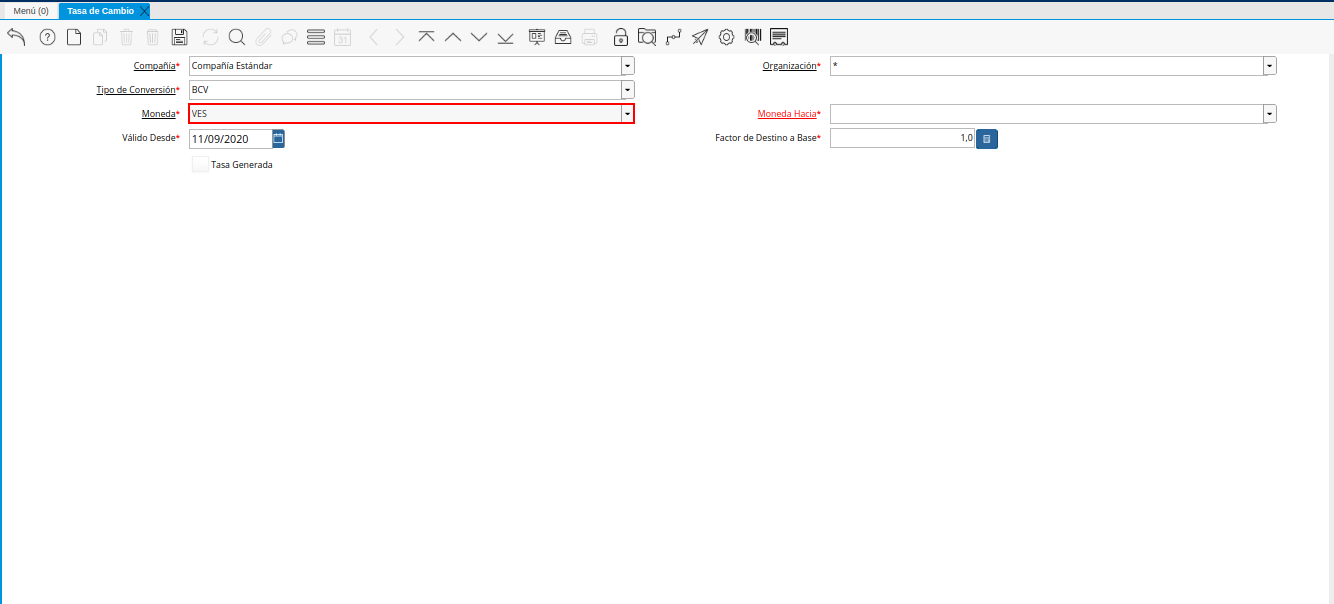 Menú (0) Tasa de Cambio
Compañía* Compañía Estándar Organización* *
Tipo de Conversión* BCV
Moneda* VES Moneda Hacia*
Válido Desde* 11/09/2020 Factor de Destino a Base* 1,0
Tasa Generada